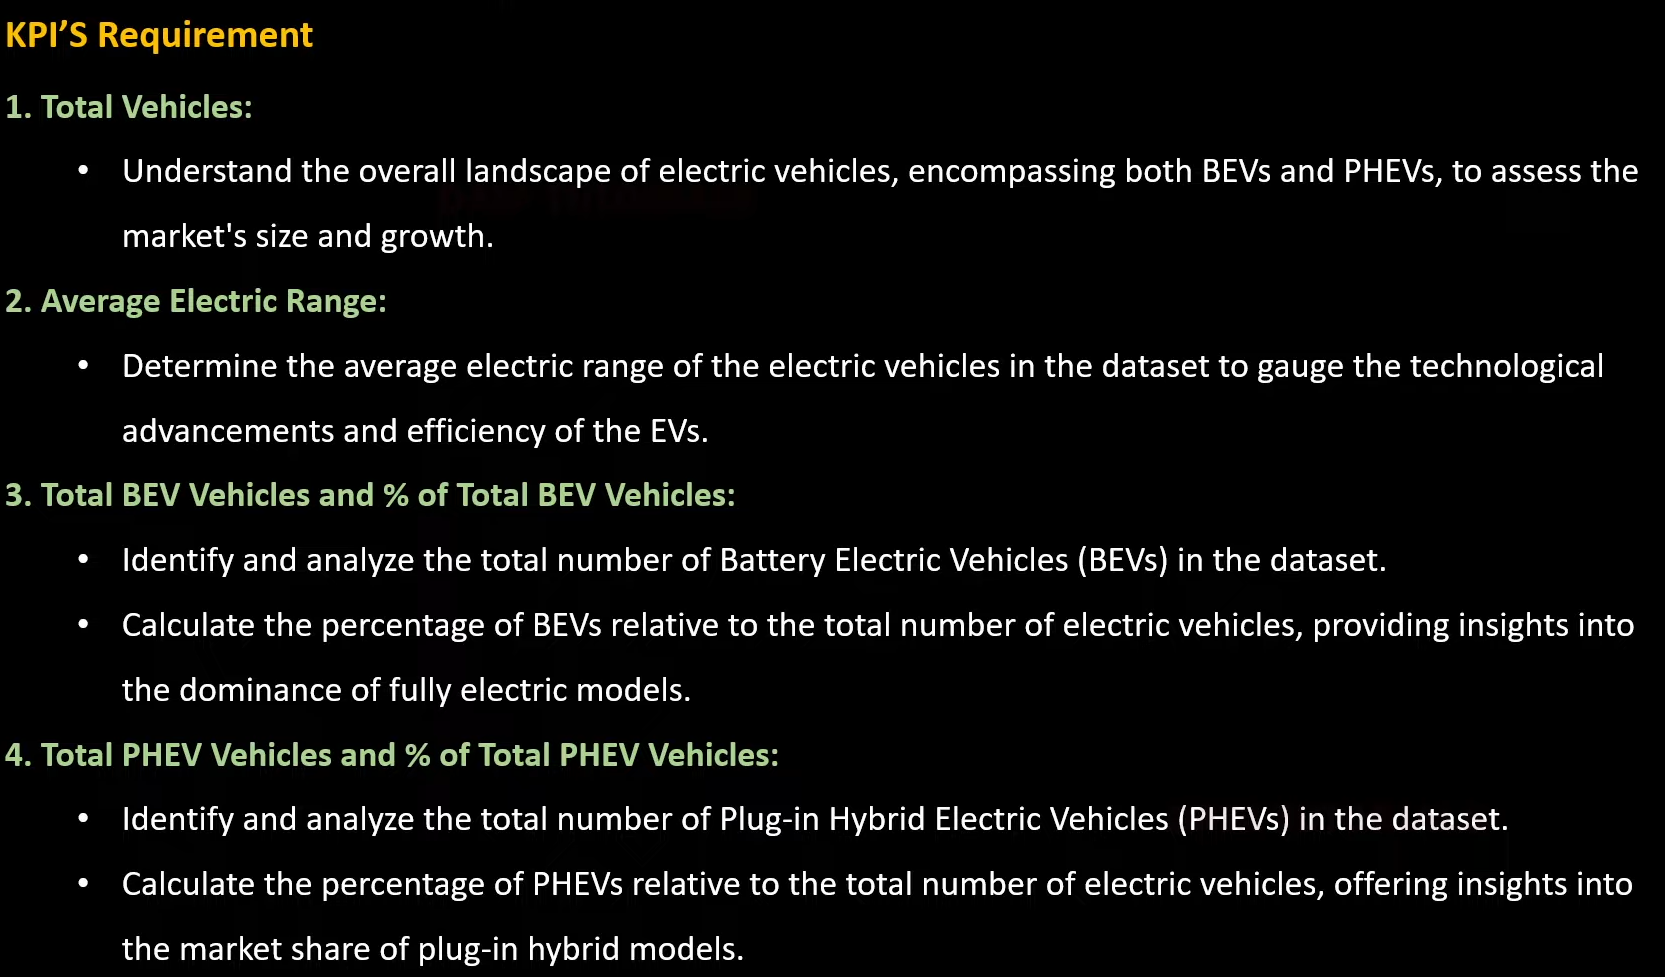 KPI’S Requirement
1. Total Vehicles:
• Understand the overall landscape of electric vehicles, encompassing both BEVs and PHEVs, to assess the
market's size and growth.
2. Average Electric Range:
• Determine the average electric range of the electric vehicles in the dataset to gauge the technological
advancements and efficiency of the EVs.
3. Total BEV Vehicles and % of Total BEV Vehicles:
• Identify and analyze the total number of Battery Electric Vehicles (BEVs) in the dataset.
• Calculate the percentage of BEVs relative to the total number of electric vehicles, providing insights into
the dominance of fully electric models.
4. Total PHEV Vehicles and % of Total PHEV Vehicles:
• Identify and analyze the total number of Plug-in Hybrid Electric Vehicles (PHEVs) in the dataset.
• Calculate the percentage of PHEVs relative to the total number of electric vehicles, offering insights into
the market share of plug-in hybrid models.